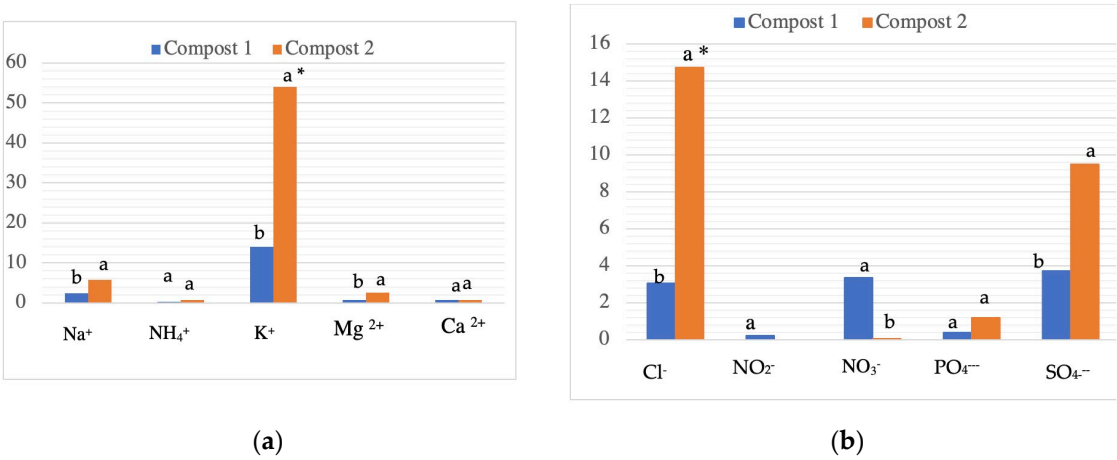 Compost 1 Compost 2
60
50
40
30
20
10
0
b a
a a
b a *
b a
a a
Na⁺ NH₄⁺ K⁺ Mg ²⁺ Ca ²⁺
(a)
Compost 1 Compost 2
16
14
12
10
8
6
4
2
0
b a *
a
a b
a a
b a
Cl⁻ NO₂⁻ NO₃⁻ PO₄⁻⁻⁻ SO₄⁻⁻
(b)